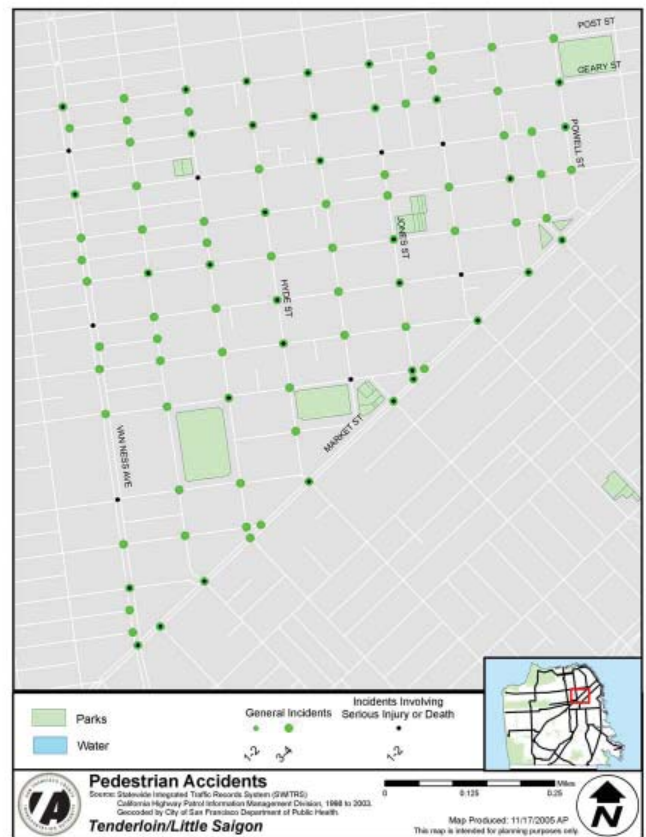 POST ST
GEARY ST
POWELL ST
JONES ST
HYDE ST
MARKET ST
VAN NESS AVE
Parks
Water
General Incidents
1-2
3-4
Incidents Involving
Serious Injury or Death
1-2
Pedestrian Accidents
Source: Statewide Integrated Traffic Records System (SWITRS)
California Highway Patrol Information Management Division, 1998 to 2003.
Geocoded by City of San Francisco Department of Public Health.
Tenderloin/Little Saigon
Miles
0
0.125
0.25
Map Produced: 11/17/2005 AP
This map is intended for planning purposes only.
N